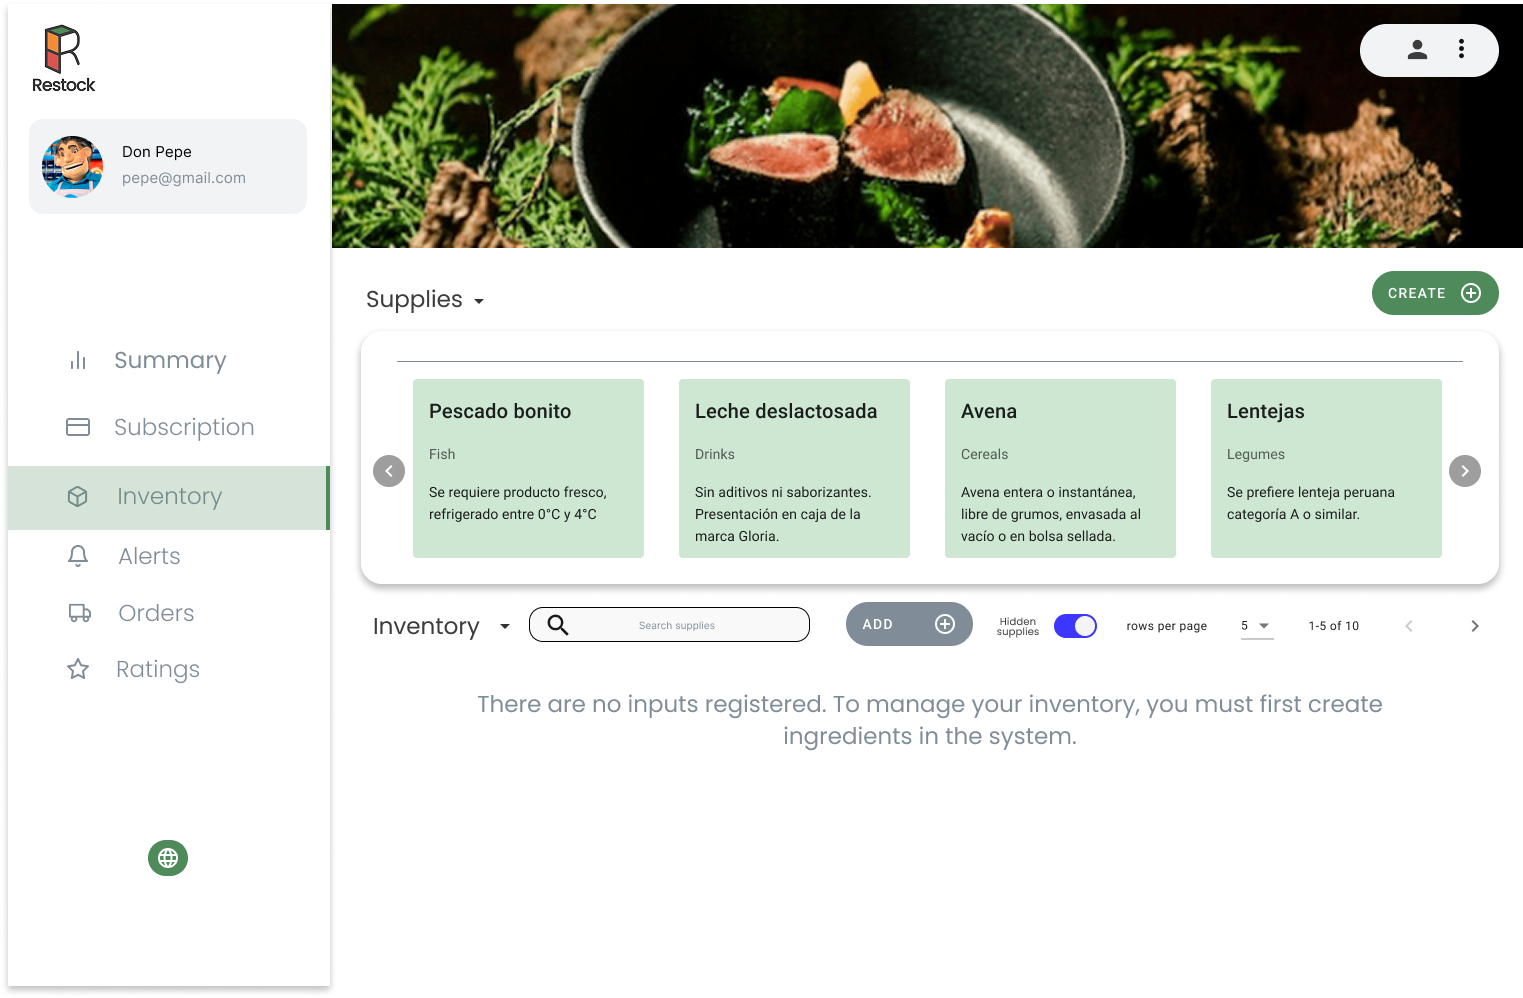 Restock
Don Pepe
pepe@gmail.com
Summary
Subscription
Inventory
Alerts
Orders
Ratings
Supplies
CREATE
Pescado bonito
Fish
Se requiere producto fresco,
refrigerado entre 0°C y 4°C
Leche deslactosada
Drinks
Sin aditivos ni saborizantes.
Presentación en caja de la
marca Gloria.
Avena
Cereals
Avena entera o instantánea,
libre de grumos, envasada al
vacío o en bolsa sellada.
Lentejas
Legumes
Se prefiere lenteja peruana
categoría A o similar.
Inventory
Search supplies
ADD
Hidden
supplies
rows per page
5
1-5 of 10
There are no inputs registered. To manage your inventory, you must first create
ingredients in the system.